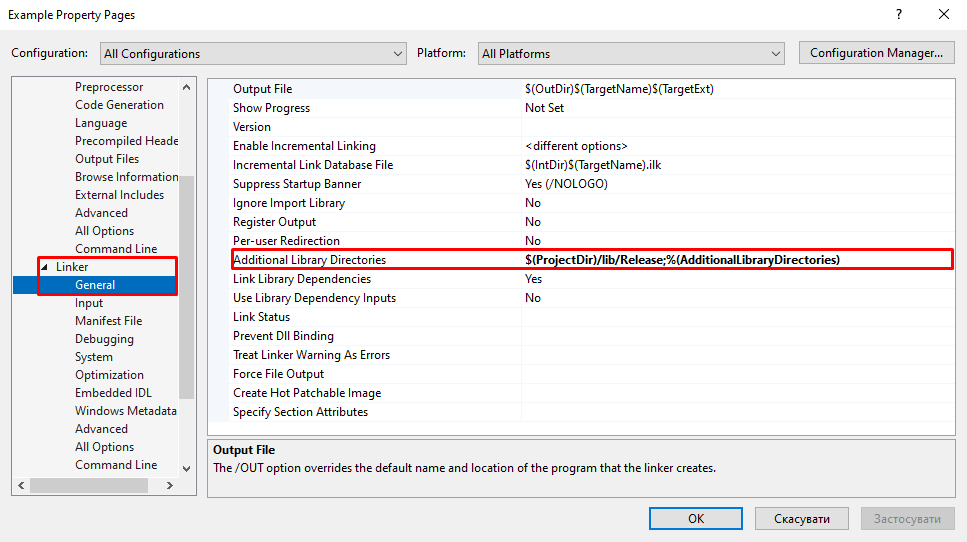 Example Property Pages
Configuration: All Configurations Platform: All Platforms Configuration Manager...
Preprocessor
Code Generation
Language
Precompiled Heade
Output Files
Browse Information
External Includes
Advanced
All Options
Command Line
Linker
General
Input
Manifest File
Debugging
System
Optimization
Embedded IDL
Windows Metadata
Advanced
All Options
Command Line
Output File $(OutDir)$(TargetName)$(TargetExt)
Show Progress Not Set
Version
Enable Incremental Linking <different options>
Incremental Link Database File $(IntDir)$(TargetName).ilk
Suppress Startup Banner Yes (/NOLOGO)
Ignore Import Library No
Register Output No
Per-user Redirection No
Additional Library Directories $(ProjectDir)/lib/Release;%(AdditionalLibraryDirectories)
Link Library Dependencies Yes
Use Library Dependency Inputs No
Link Status
Prevent Dll Binding
Treat Linker Warning As Errors
Force File Output
Create Hot Patchable Image
Specify Section Attributes
Output File
The /OUT option overrides the default name and location of the program that the linker creates.
OK Скасувати Застосувати